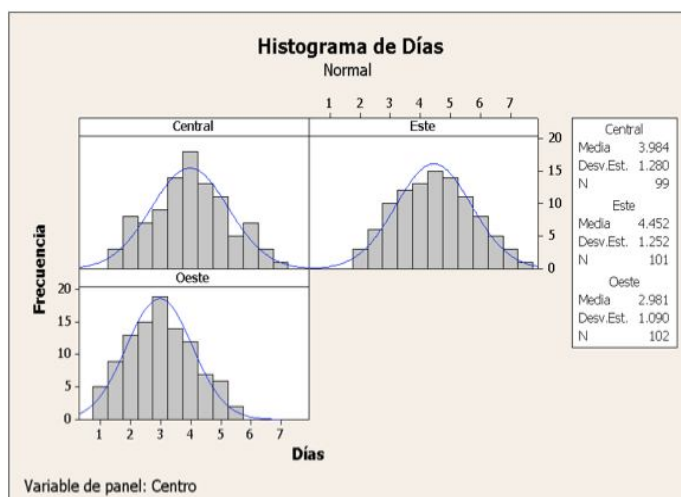 Histograma de Días
Normal
1 2 3 4 5 6 7
Central
Este
20
15
10
5
0
Oeste
20
15
10
5
0
1 2 3 4 5 6 7
Frecuencia
Días
Central
Media 3.984
Desv.Est. 1.280
N 99
Este
Media 4.452
Desv.Est. 1.252
N 101
Oeste
Media 2.981
Desv.Est. 1.090
N 102
Variable de panel: Centro